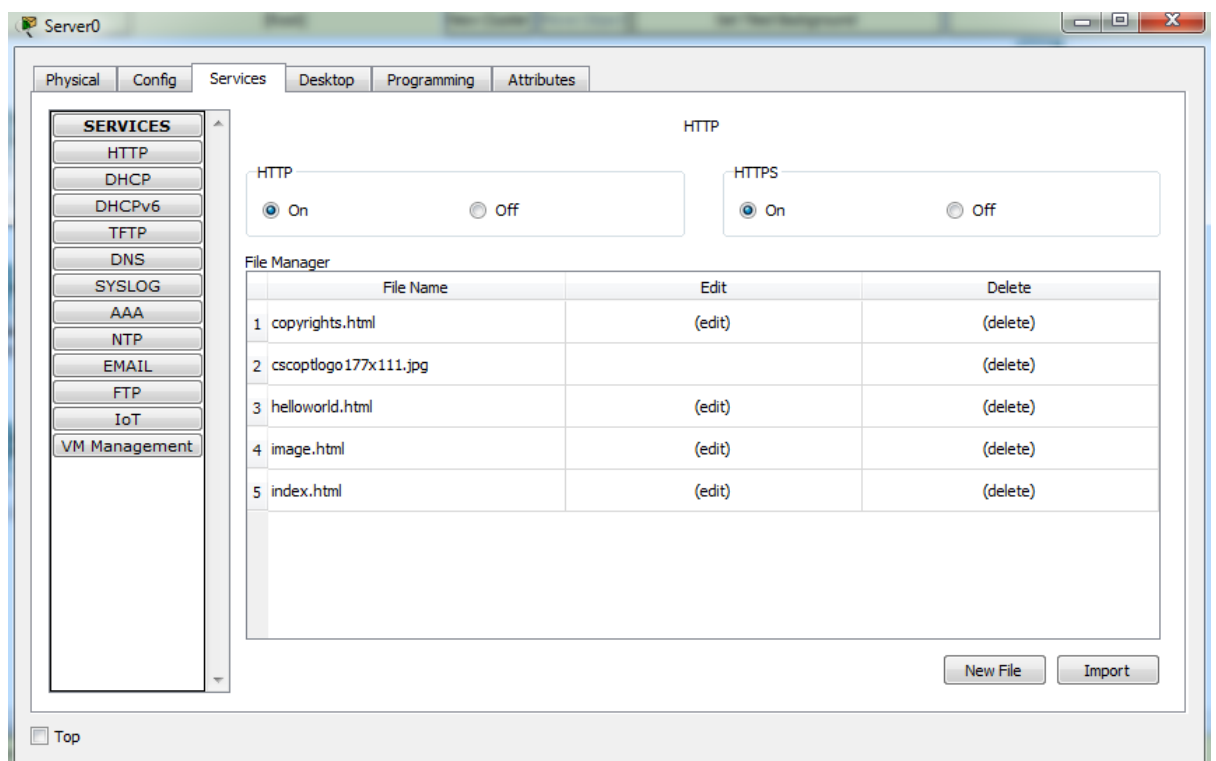 Server0
Physical Config Services Desktop Programming Attributes
SERVICES
HTTP
DHCP
DHCPv6
TFTP
DNS
SYSLOG
AAA
NTP
EMAIL
FTP
IoT
VM Management
HTTP
HTTP
On Off
HTTPS
On Off
File Manager
File Name Edit Delete
1 copyrights.html (edit) (delete)
2 cscoptlogo177x111.jpg (delete)
3 helloworld.html (edit) (delete)
4 image.html (edit) (delete)
5 index.html (edit) (delete)
New File Import
Top